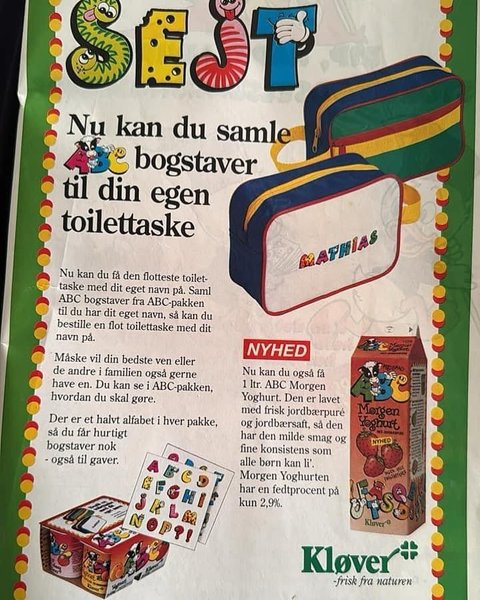 SEJT
Nu kan du samle
ABC bogstaver
til din egen
toilettaske
MATHIAS
Nu kan du få den flotteste toilet-
taske med dit eget navn på. Saml
ABC bogstaver fra ABC-pakken
til du har dit eget navn, så kan du
bestille en flot toilettaske med dit
navn på.
Måske vil din bedste ven eller
de andre i familien også gerne
have en. Du kan se i ABC-pakken,
hvordan du skal gøre.
Der er et halvt alfabet i hver pakke,
så du får hurtigt
bogstaver nok
- også til gaver.
NYHED
Nu kan du også få
1 ltr. ABC Morgen
Yoghurt. Den er lavet
med frisk jordbærpuré
og jordbærsaft, så den
har den milde smag og
fine konsistens som
alle børn kan li'.
Morgen Yoghurten
har en fedtprocent på
kun 2,9%.
ABC
Morgen
Yoghurt
NYHED
Kløver
A B C D
E F G H I
J K L M
N O P ? !
Kløver
-frisk fra naturen